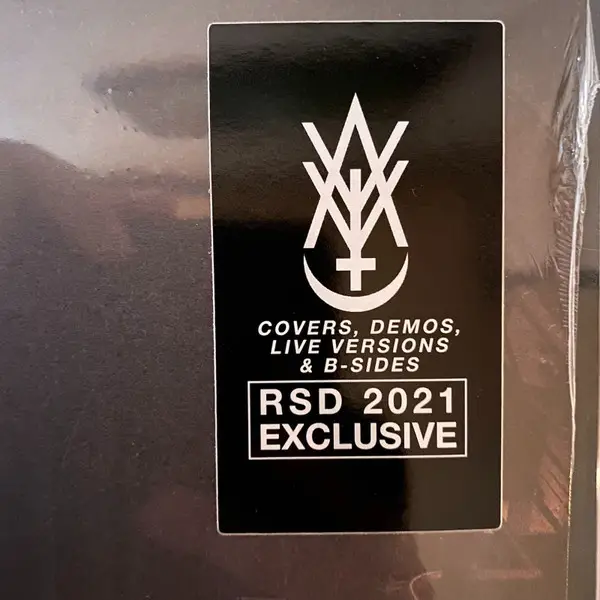 COVERS, DEMOS,
LIVE VERSIONS
& B-SIDES
RSD 2021
EXCLUSIVE